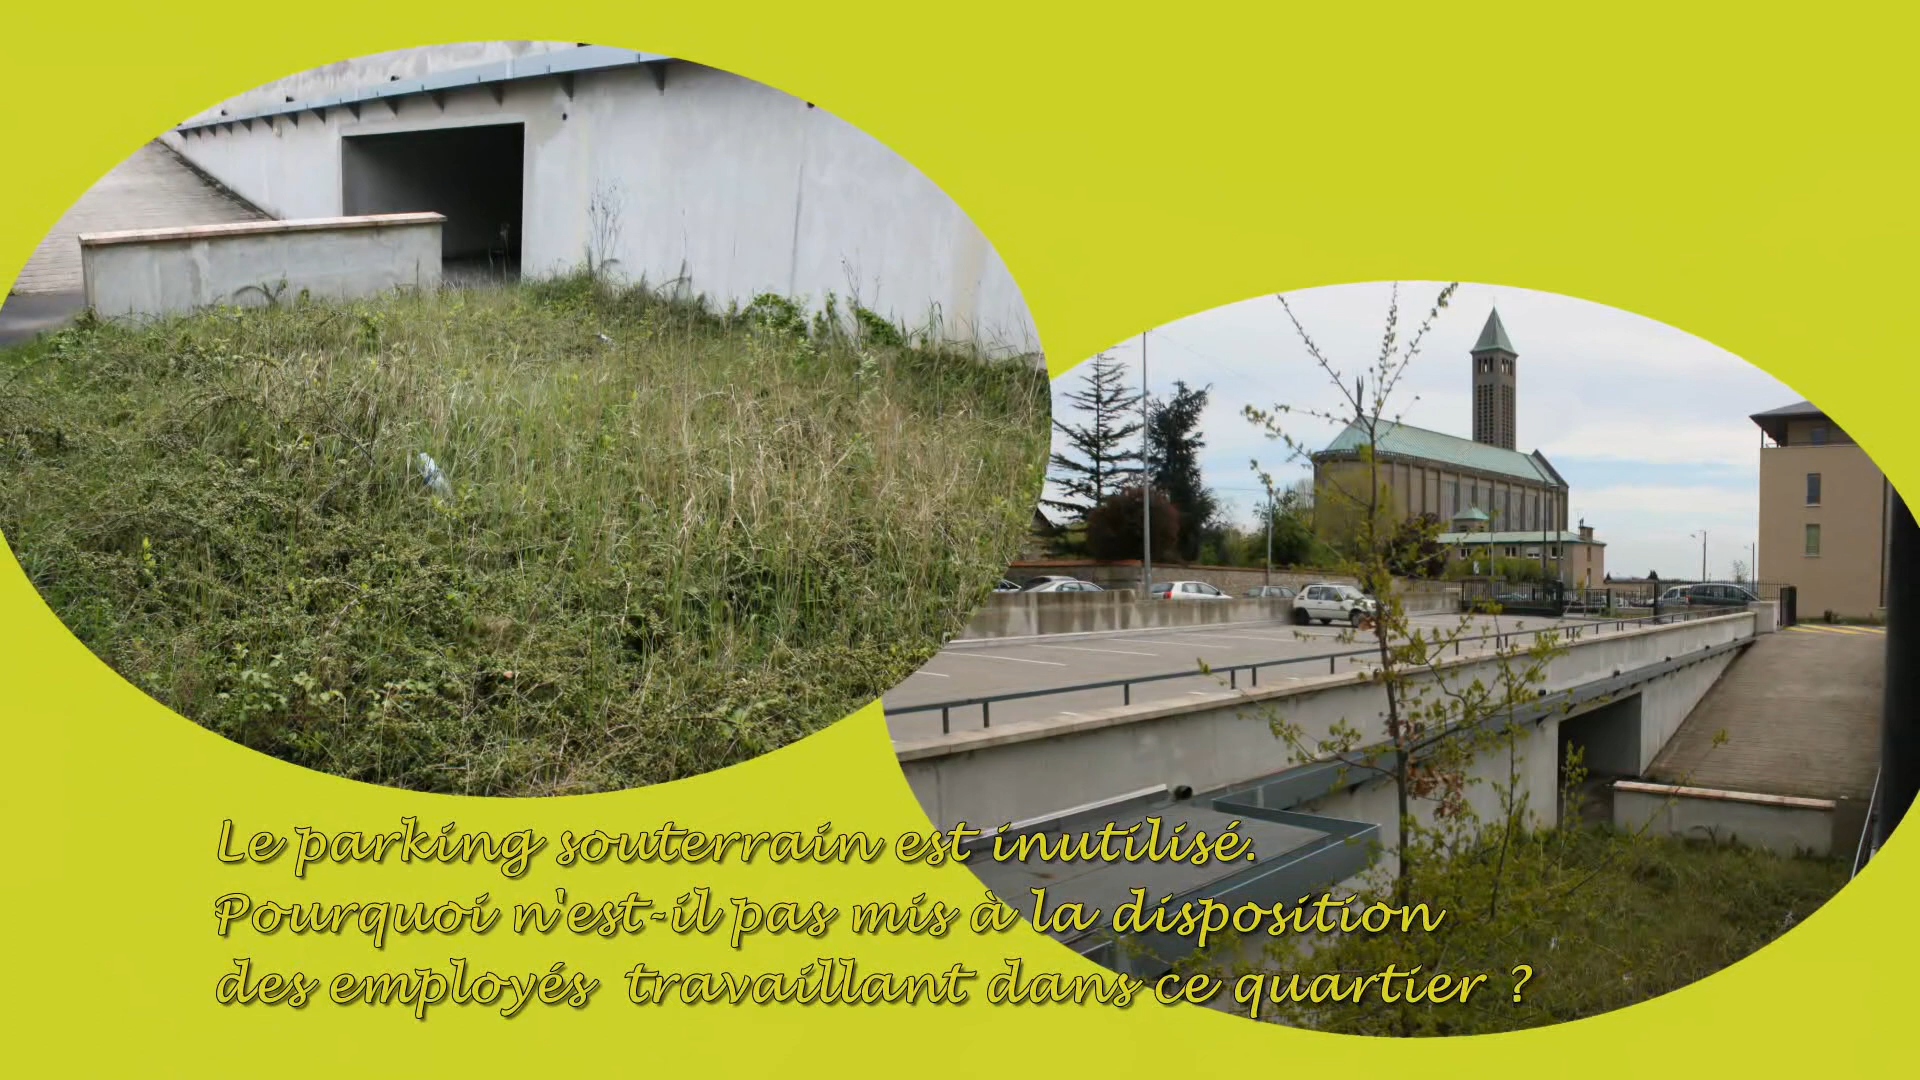 Le parking souterrain est inutilisé.
Pourquoi n'est-il pas mis à la disposition
des employés travaillant dans ce quartier ?